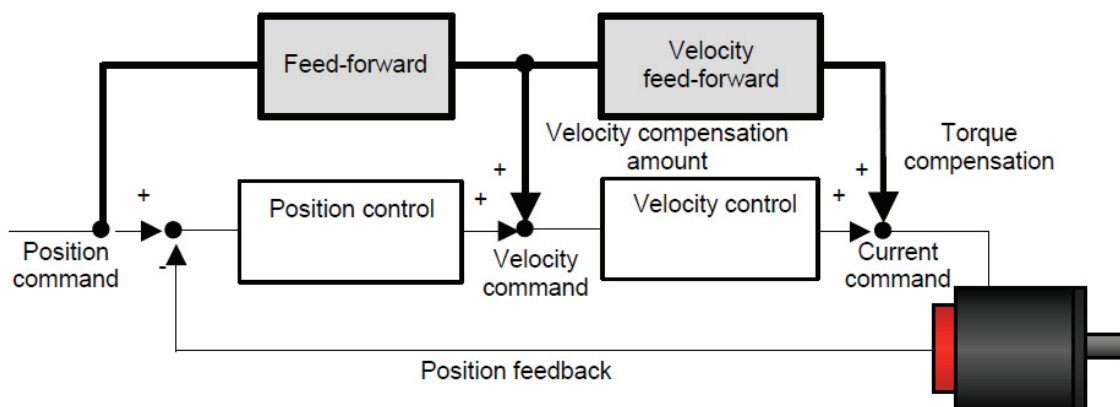 Feed-forward
Velocity
feed-forward
Velocity compensation
amount
Torque
compensation
+
+
+
Position control
+
Velocity control
+
Position
command
-
Velocity
command
Current
command
Position feedback